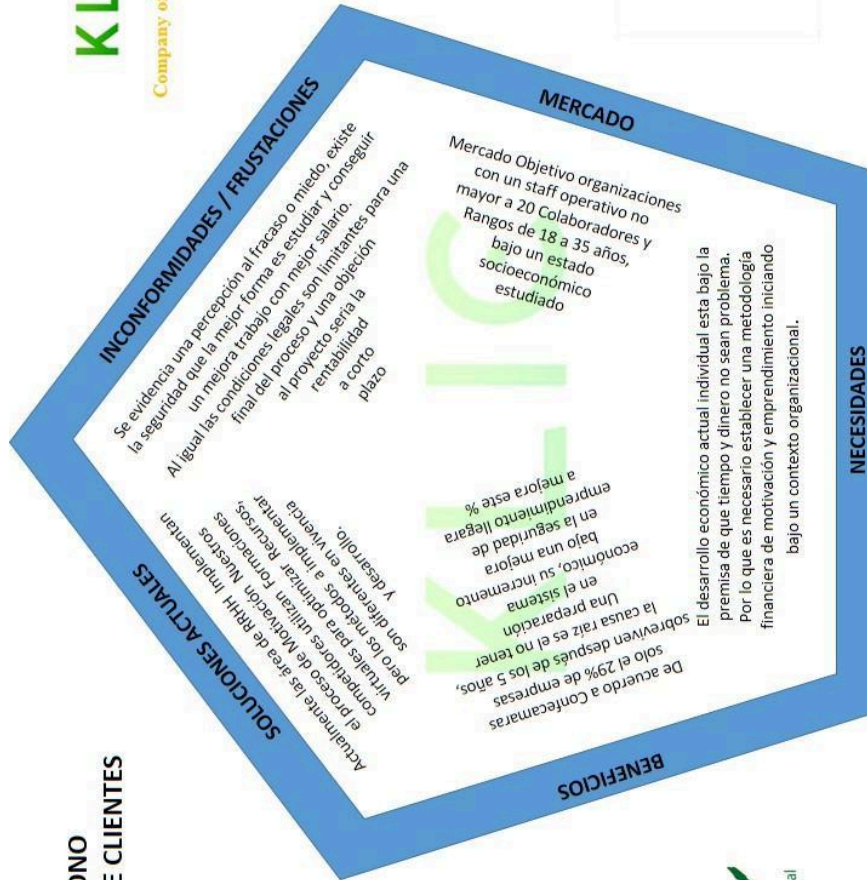 ONO
E CLIENTES
KL
Company of
INCONFORMIDADES / FRUSTACIONES
Se evidencia una percepción al fracaso o miedo, existe
la seguridad que la mejor forma es estudiar y conseguir
un mejora trabajo con mejor salario.
Al igual las condiciones legales son limitantes para una
final del proceso y una objeción
al proyecto seria la
rentabilidad
a corto
plazo
MERCADO
Mercado Objetivo organizaciones
con un staff operativo no
mayor a 20 Colaboradores y
Rangos de 18 a 35 años,
bajo un estado
socioeconómico
estudiado
NECESIDADES
El desarrollo económico actual individual esta bajo la
premisa de que tiempo y dinero no sean problema.
Por lo que es necesario establecer una metodología
financiera de motivación y emprendimiento iniciando
bajo un contexto organizacional.
BENEFICIOS
De acuerdo a Confecamaras
solo el 29% de empresas
sobreviven después de los 5 años,
la causa raíz es el no tener
Una preparación
en el sistema
económico, su incremento
bajo una mejora
en la seguridad de
emprendimiento llegara
a mejora este %
SOLUCIONES ACTUALES
Actualmente las área de RRHH Implementan
el proceso de Motivación Nuestros
competidores utilizan Formaciones
virtuales para optimizar Recursos,
pero los metodos a implementar
son diferentes en vivencia
y desarrollo.
KLIC
al